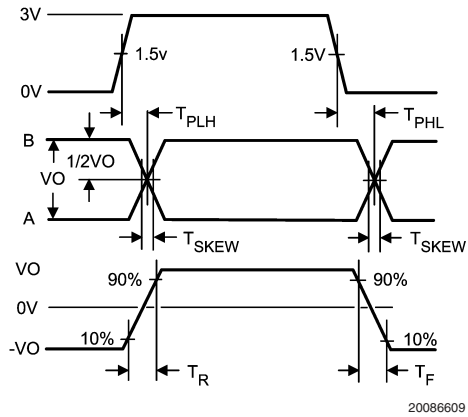 3V
1.5v
1.5V
0V
TPLH
TPHL
B
1/2VO
VO
A
TSKEW
TSKEW
VO
90%
90%
0V
10%
10%
-VO
TR
TF
20086609